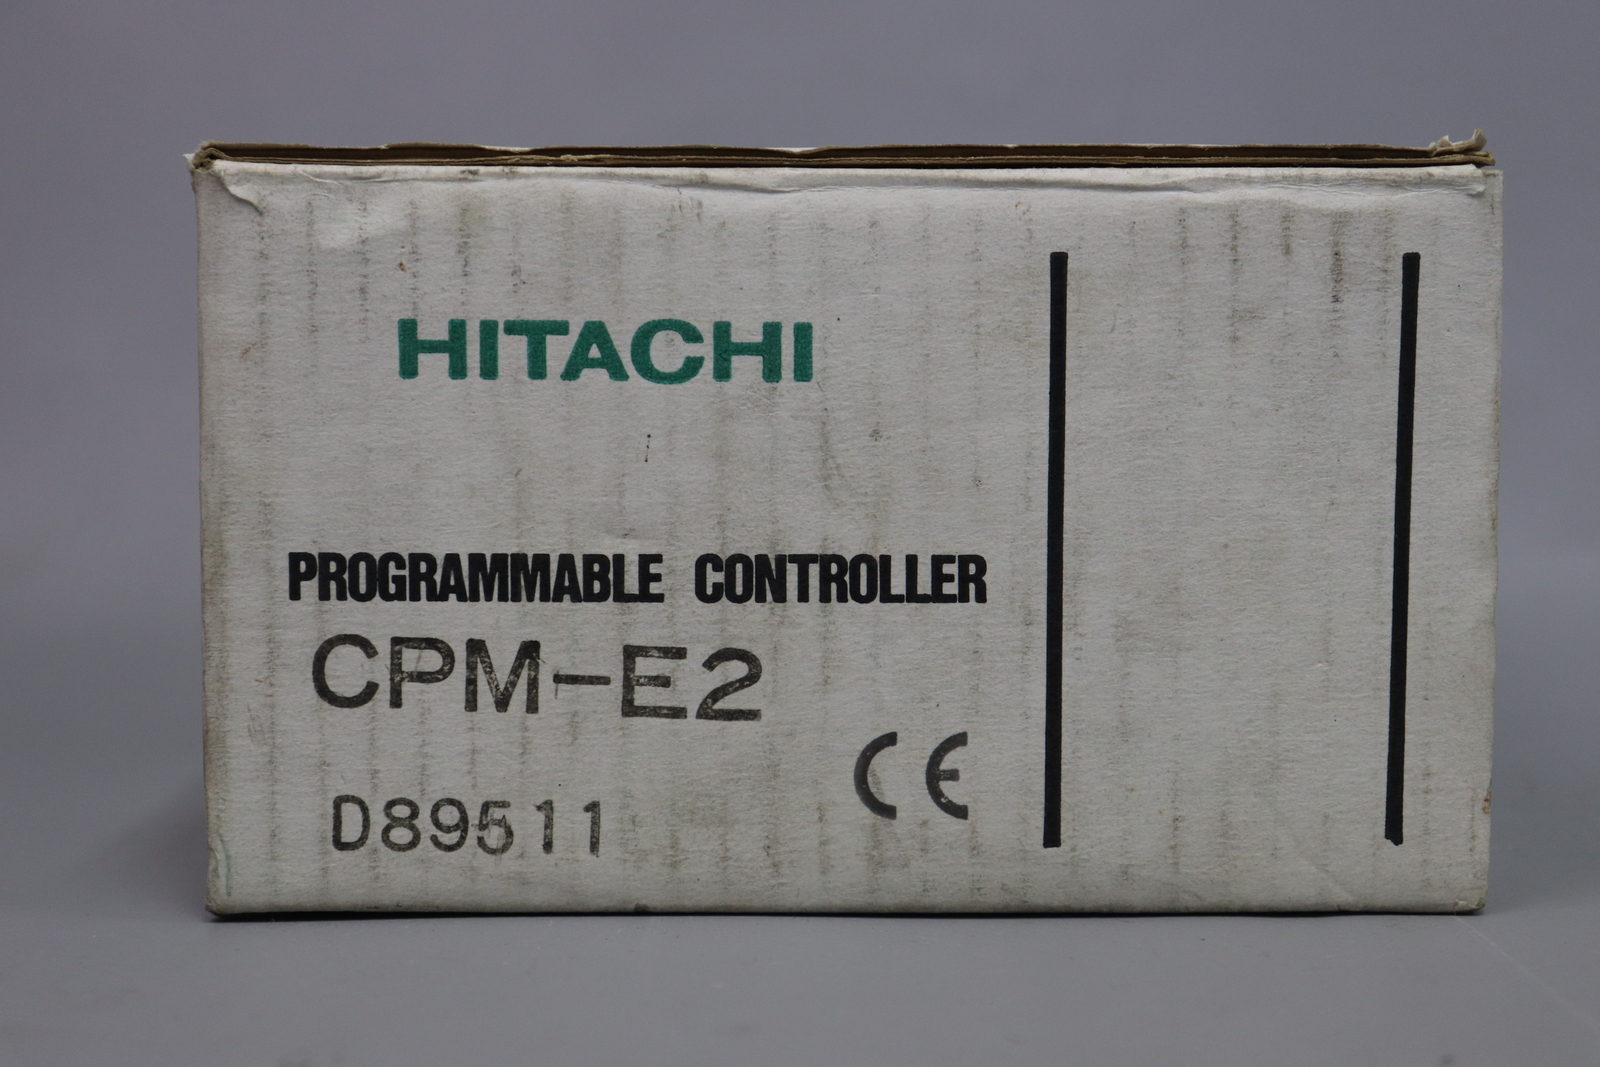 HITACHI
PROGRAMMABLE CONTROLLER
CPM-E2
CE
D89511